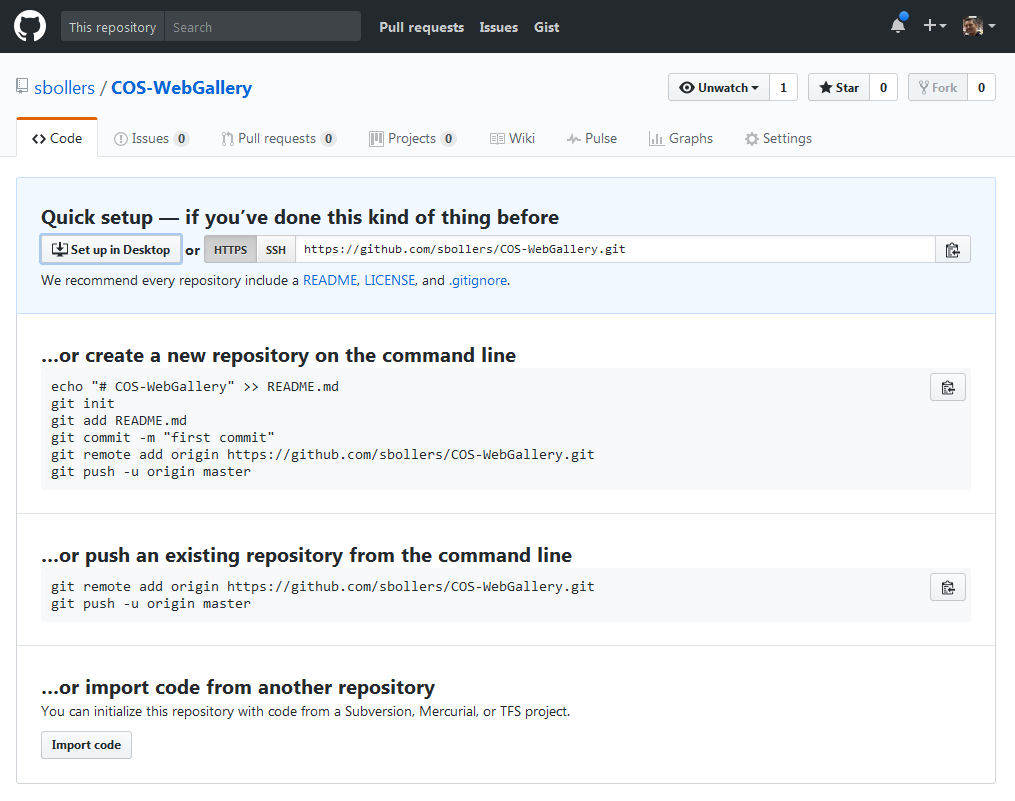 This repository Search Pull requests Issues Gist
sbollers / COS-WebGallery Unwatch 1 Star 0 Fork 0
Code Issues 0 Pull requests 0 Projects 0 Wiki Pulse Graphs Settings
Quick setup — if you’ve done this kind of thing before
Set up in Desktop or HTTPS SSH https://github.com/sbollers/COS-WebGallery.git
We recommend every repository include a README, LICENSE, and .gitignore.
…or create a new repository on the command line
echo "# COS-WebGallery" >> README.md
git init
git add README.md
git commit -m "first commit"
git remote add origin https://github.com/sbollers/COS-WebGallery.git
git push -u origin master
…or push an existing repository from the command line
git remote add origin https://github.com/sbollers/COS-WebGallery.git
git push -u origin master
…or import code from another repository
You can initialize this repository with code from a Subversion, Mercurial, or TFS project.
Import code